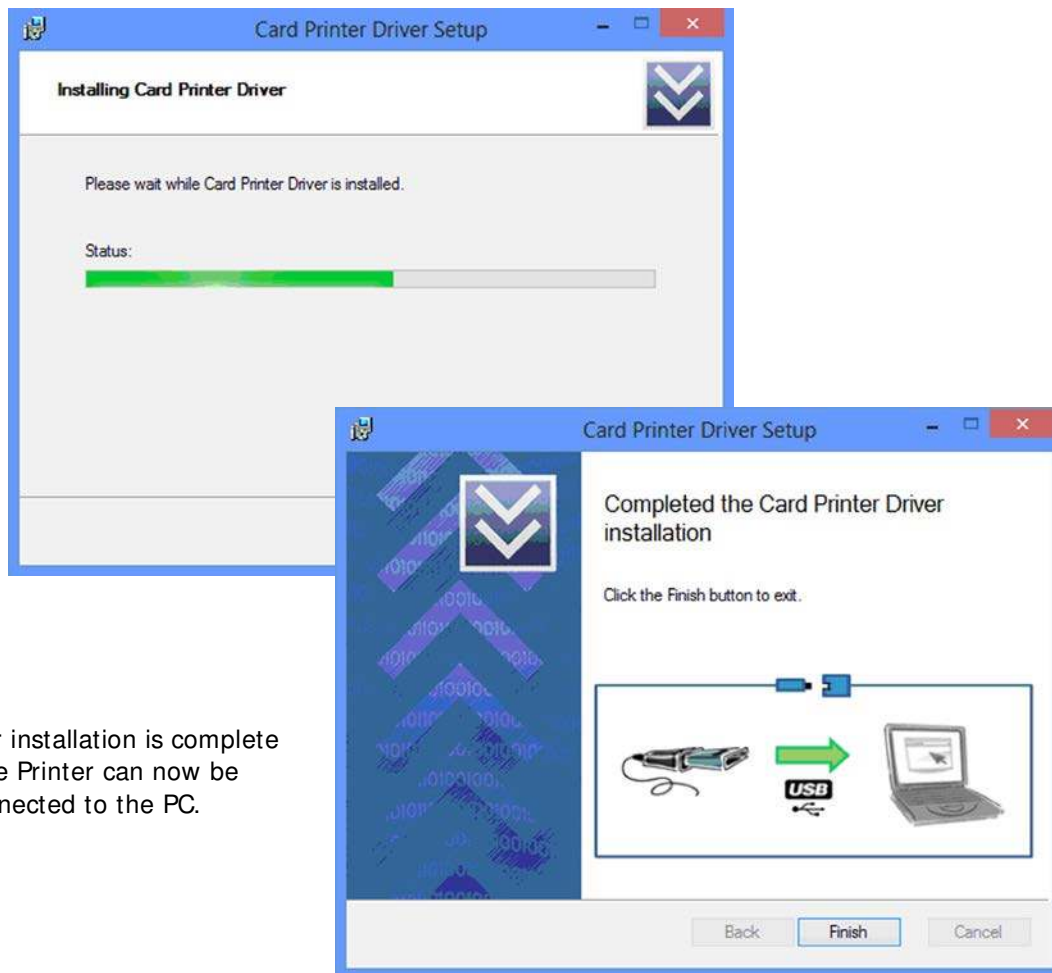 Card Printer Driver Setup
Installing Card Printer Driver
Please wait while Card Printer Driver is installed.
Status:
Card Printer Driver Setup
Completed the Card Printer Driver
installation
Click the Finish button to exit.
USB
installation is complete
Printer can now be
to the PC.
Back Finish Cancel